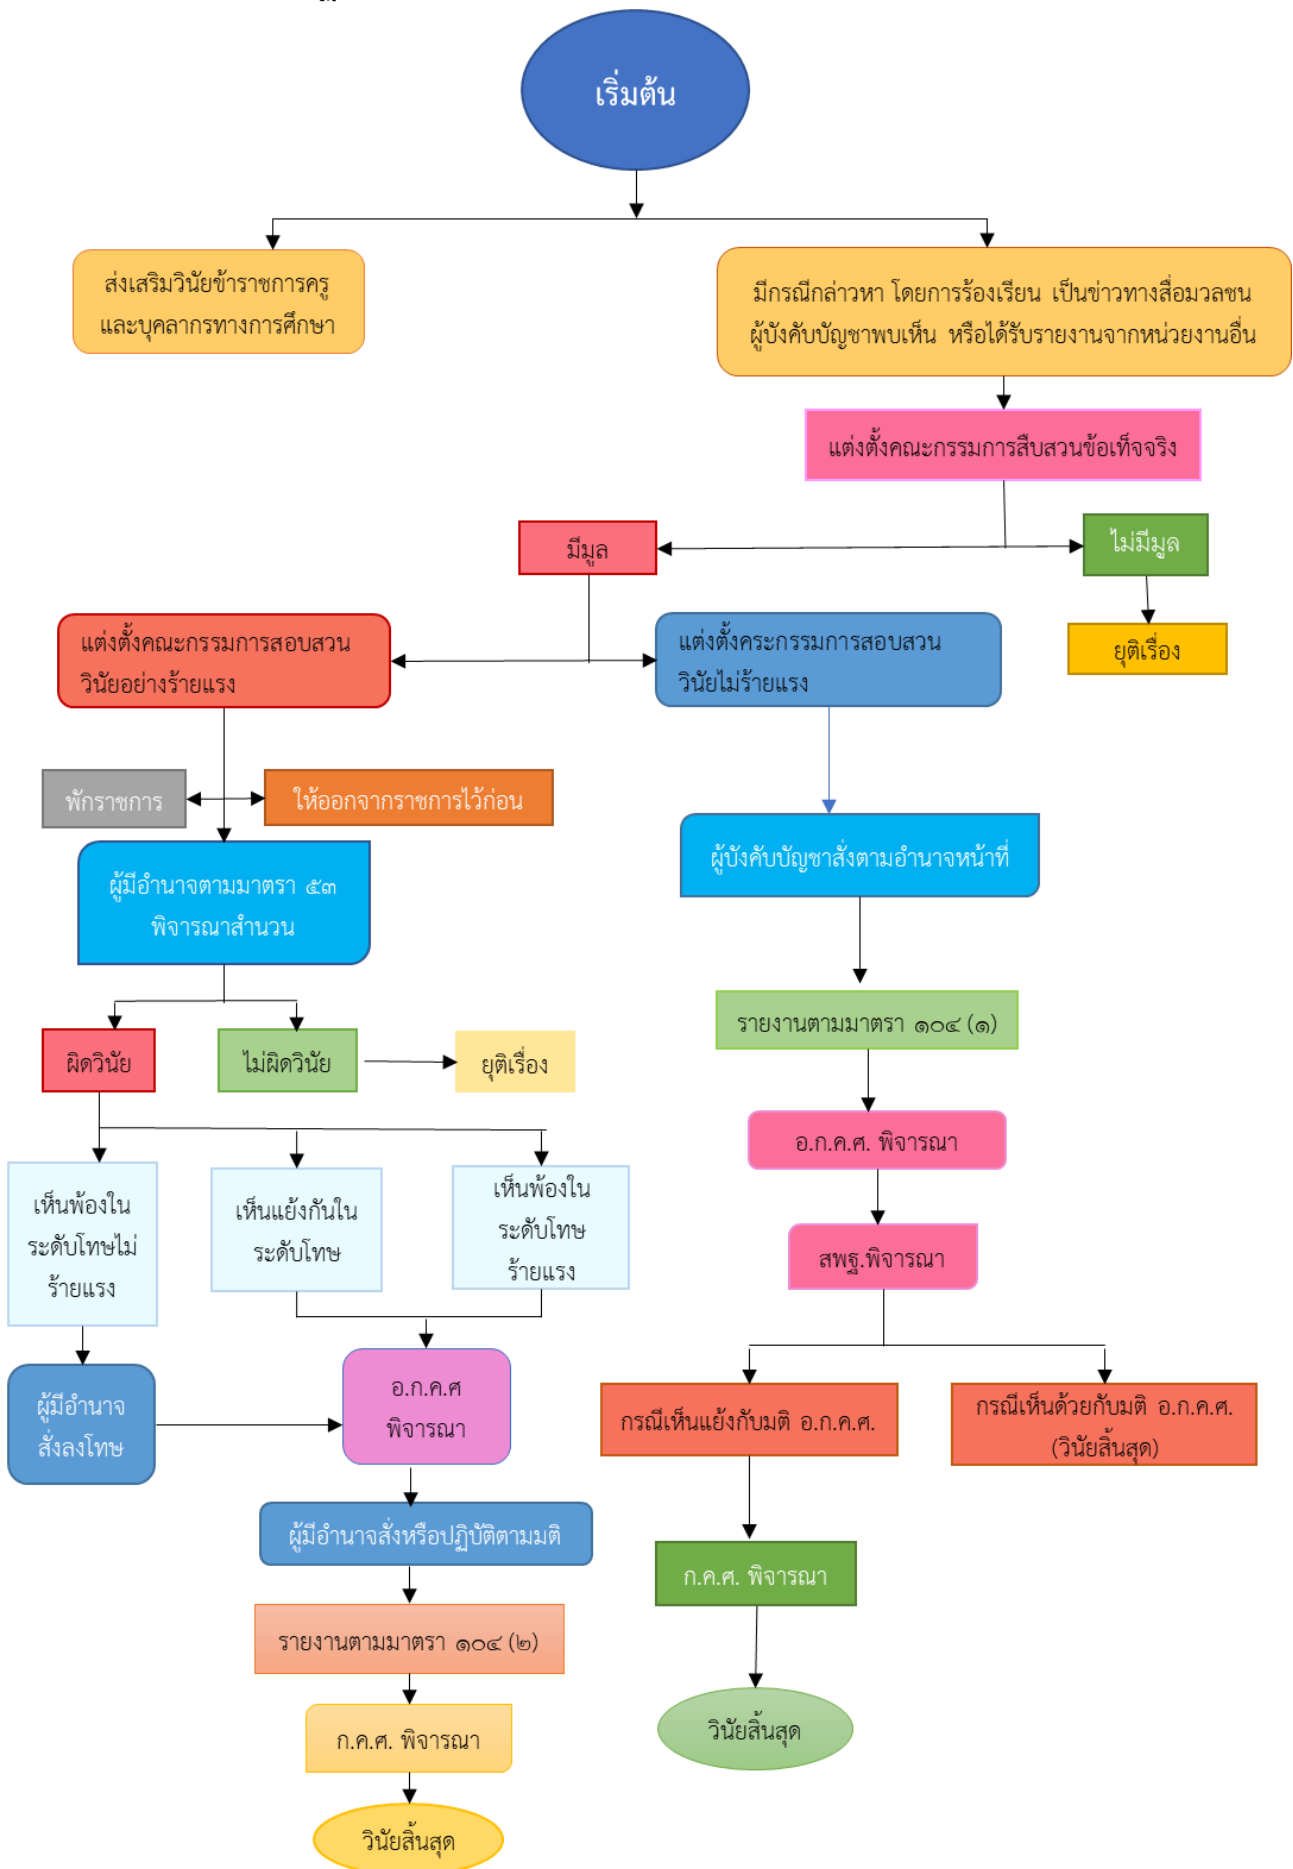 เริ่มต้น
ส่งเสริมวินัยข้าราชการครู
และบุคลากรทางการศึกษา
มีกรณีกล่าวหา โดยการร้องเรียน เป็นข่าวทางสื่อมวลชน
ผู้บังคับบัญชาพบเห็น หรือได้รับรายงานจากหน่วยงานอื่น
แต่งตั้งคณะกรรมการสืบสวนข้อเท็จจริง
มีมูล
ไม่มีมูล
ยุติเรื่อง
แต่งตั้งคณะกรรมการสอบสวน
วินัยอย่างร้ายแรง
แต่งตั้งคระกรรมการสอบสวน
วินัยไม่ร้ายแรง
พักราชการ
ให้ออกจากราชการไว้ก่อน
ผู้มีอำนาจตามมาตรา ๕๓
พิจารณาสำนวน
ผู้บังคับบัญชาสั่งตามอำนาจหน้าที่
รายงานตามมาตรา ๑๐๔ (๑)
ผิดวินัย
ไม่ผิดวินัย
ยุติเรื่อง
อ.ก.ค.ศ. พิจารณา
เห็นพ้องใน
ระดับโทษไม่
ร้ายแรง
เห็นแย้งกันใน
ระดับโทษ
เห็นพ้องใน
ระดับโทษ
ร้ายแรง
สพฐ.พิจารณา
ผู้มีอำนาจ
สั่งลงโทษ
อ.ก.ค.ศ
พิจารณา
กรณีเห็นแย้งกับมติ อ.ก.ค.ศ.
กรณีเห็นด้วยกับมติ อ.ก.ค.ศ.
(วินัยสิ้นสุด)
ผู้มีอำนาจสั่งหรือปฏิบัติตามมติ
ก.ค.ศ. พิจารณา
รายงานตามมาตรา ๑๐๔ (๒)
ก.ค.ศ. พิจารณา
วินัยสิ้นสุด
วินัยสิ้นสุด